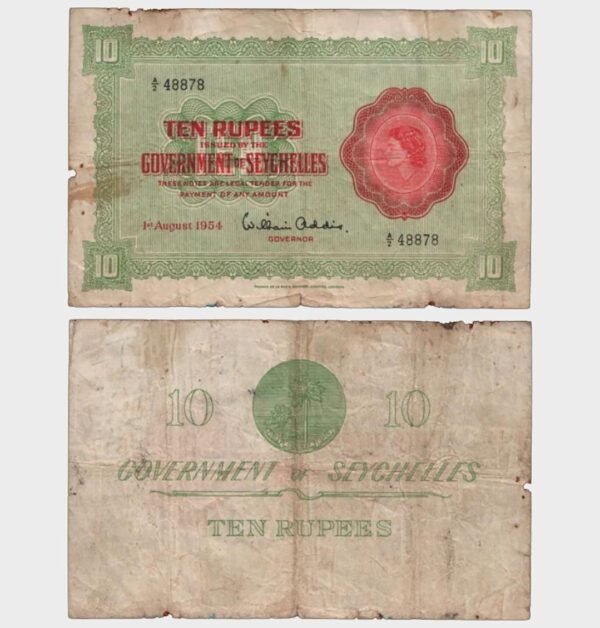 10 10
A/2 48878
TEN RUPEES
ISSUED BY THE
GOVERNMENT OF SEYCHELLES
THESE NOTES ARE LEGAL TENDER FOR THE
PAYMENT OF ANY AMOUNT
1st August 1954 William Addis.
GOVERNOR
A/2 48878
10 10
10 10
GOVERNMENT OF SEYCHELLES
TEN RUPEES